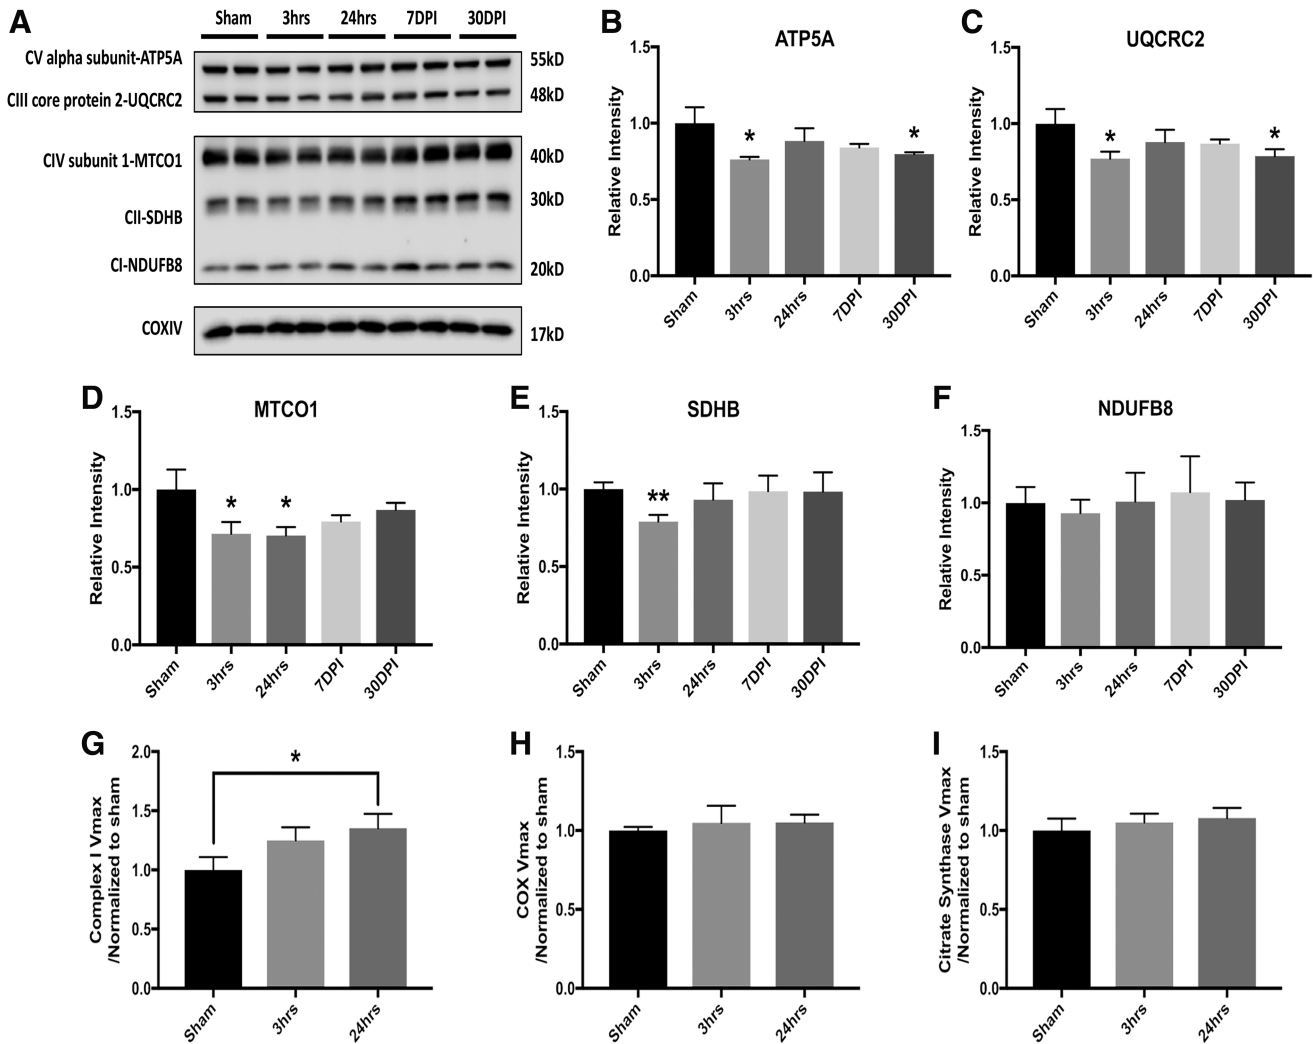 A
Sham 3hrs 24hrs 7DPI 30DPI
CV alpha subunit-ATP5A 55kD
CIII core protein 2-UQCRC2 48kD
CIV subunit 1-MTCO1 40kD
CII-SDHB 30kD
CI-NDUFB8 20kD
COXIV 17kD
B
ATP5A
Relative Intensity
1.5
1.0
0.5
0.0
* *
Sham 3hrs 24hrs 7DPI 30DPI
C
UQCRC2
Relative Intensity
1.5
1.0
0.5
0.0
* *
Sham 3hrs 24hrs 7DPI 30DPI
D
MTCO1
Relative Intensity
1.5
1.0
0.5
0.0
* *
Sham 3hrs 24hrs 7DPI 30DPI
E
SDHB
Relative Intensity
1.5
1.0
0.5
0.0
**
Sham 3hrs 24hrs 7DPI 30DPI
F
NDUFB8
Relative Intensity
1.5
1.0
0.5
0.0
Sham 3hrs 24hrs 7DPI 30DPI
G
Complex I Vmax
/Normalized to sham
2.0
1.5
1.0
0.5
0.0
*
Sham 3hrs 24hrs
H
COX Vmax
/Normalized to sham
1.5
1.0
0.5
0.0
Sham 3hrs 24hrs
I
Citrate Synthase Vmax
/Normalized to sham
1.5
1.0
0.5
0.0
Sham 3hrs 24hrs